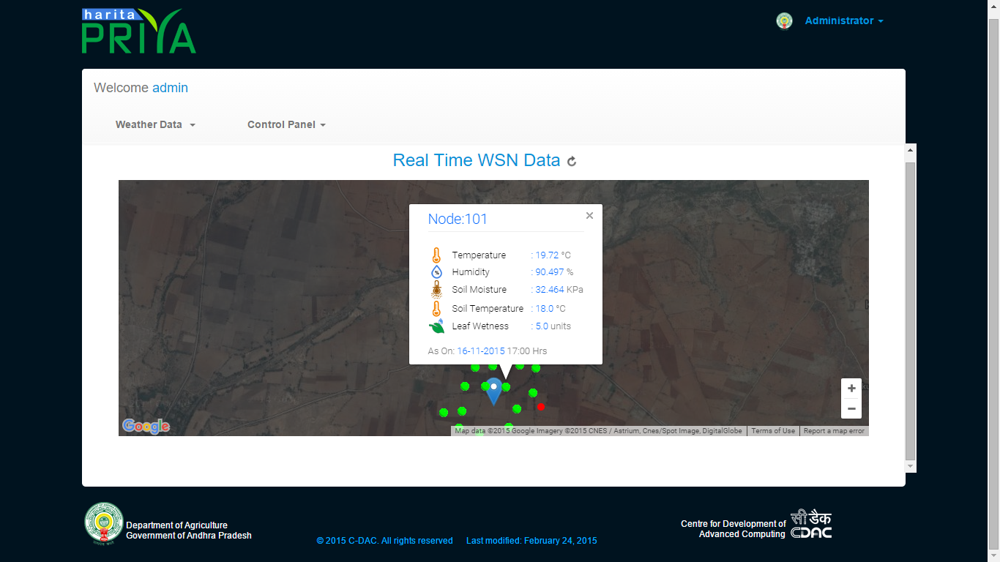 harita
PRIYA
Administrator
Welcome admin
Weather Data
Control Panel
Real Time WSN Data
Node:101
Temperature : 19.72 °C
Humidity : 90.497 %
Soil Moisture : 32.464 KPa
Soil Temperature : 18.0 °C
Leaf Wetness : 5.0 units
As On: 16-11-2015 17:00 Hrs
Google
Map data ©2015 Google Imagery ©2015 CNES / Astrium, Cnes/Spot Image, DigitalGlobe
Terms of Use
Report a map error
Department of Agriculture
Government of Andhra Pradesh
© 2015 C-DAC. All rights reserved
Last modified: February 24, 2015
Centre for Development of
Advanced Computing
सी डैक
CDAC